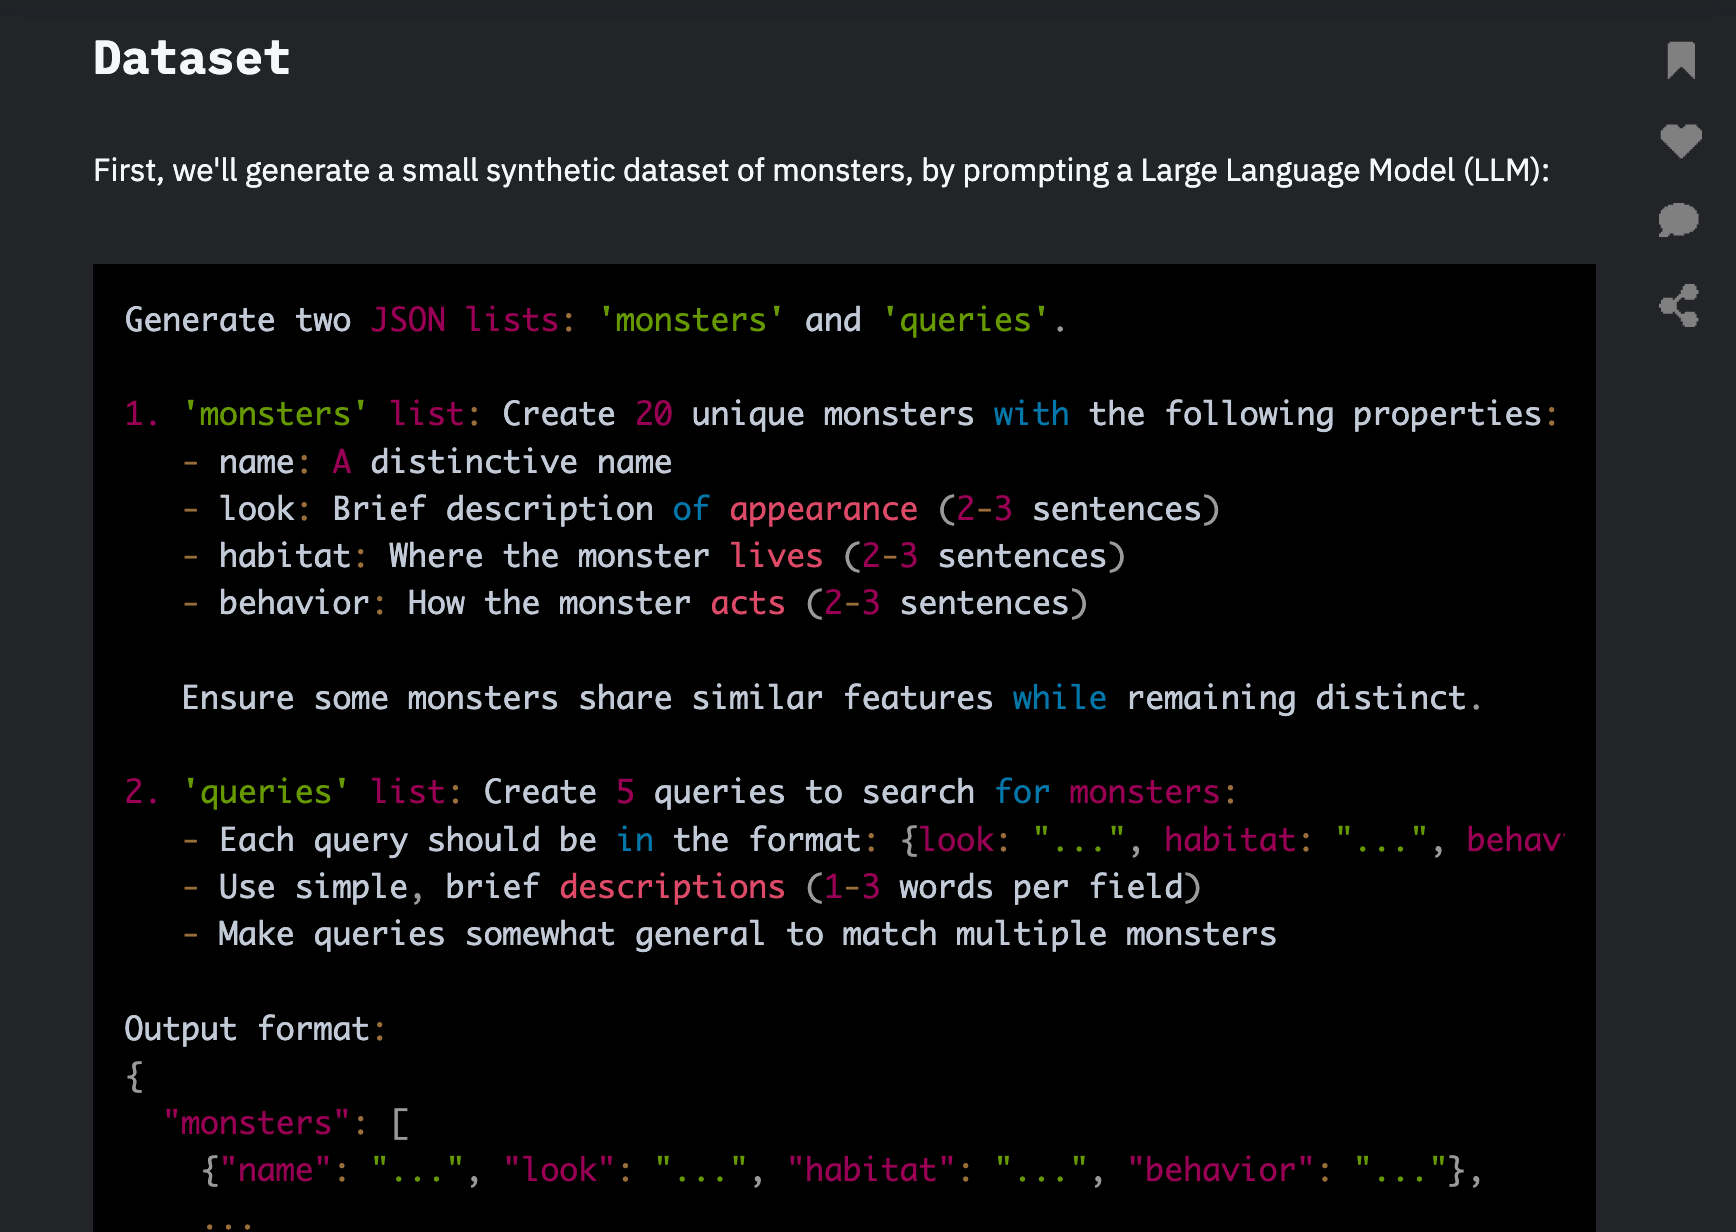 Dataset
First, we'll generate a small synthetic dataset of monsters, by prompting a Large Language Model (LLM):
Generate two JSON lists: 'monsters' and 'queries'.
1. 'monsters' list: Create 20 unique monsters with the following properties:
- name: A distinctive name
- look: Brief description of appearance (2-3 sentences)
- habitat: Where the monster lives (2-3 sentences)
- behavior: How the monster acts (2-3 sentences)
Ensure some monsters share similar features while remaining distinct.
2. 'queries' list: Create 5 queries to search for monsters:
- Each query should be in the format: {look: "...", habitat: "...", behav
- Use simple, brief descriptions (1-3 words per field)
- Make queries somewhat general to match multiple monsters
Output format:
{
"monsters": [
{"name": "...", "look": "...", "habitat": "...", "behavior": "..."},
...